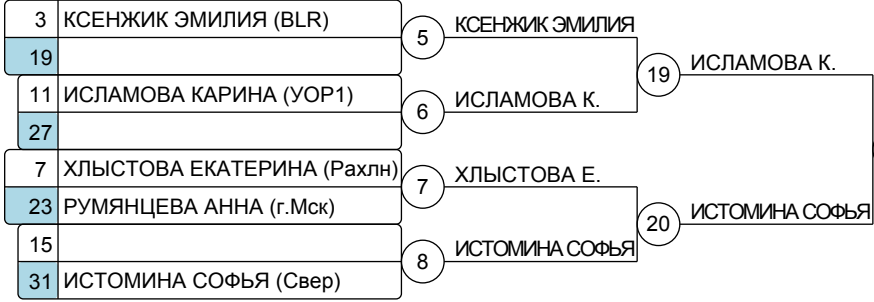 3 КСЕНЖИК ЭМИЛИЯ (BLR)
19
5 КСЕНЖИК ЭМИЛИЯ
11 ИСЛАМОВА КАРИНА (УОР1)
27
6 ИСЛАМОВА К.
19 ИСЛАМОВА К.
7 ХЛЫСТОВА ЕКАТЕРИНА (Рахлн)
23 РУМЯНЦЕВА АННА (г.Мск)
7 ХЛЫСТОВА Е.
15
31 ИСТОМИНА СОФЬЯ (Свер)
8 ИСТОМИНА СОФЬЯ
20 ИСТОМИНА СОФЬЯ